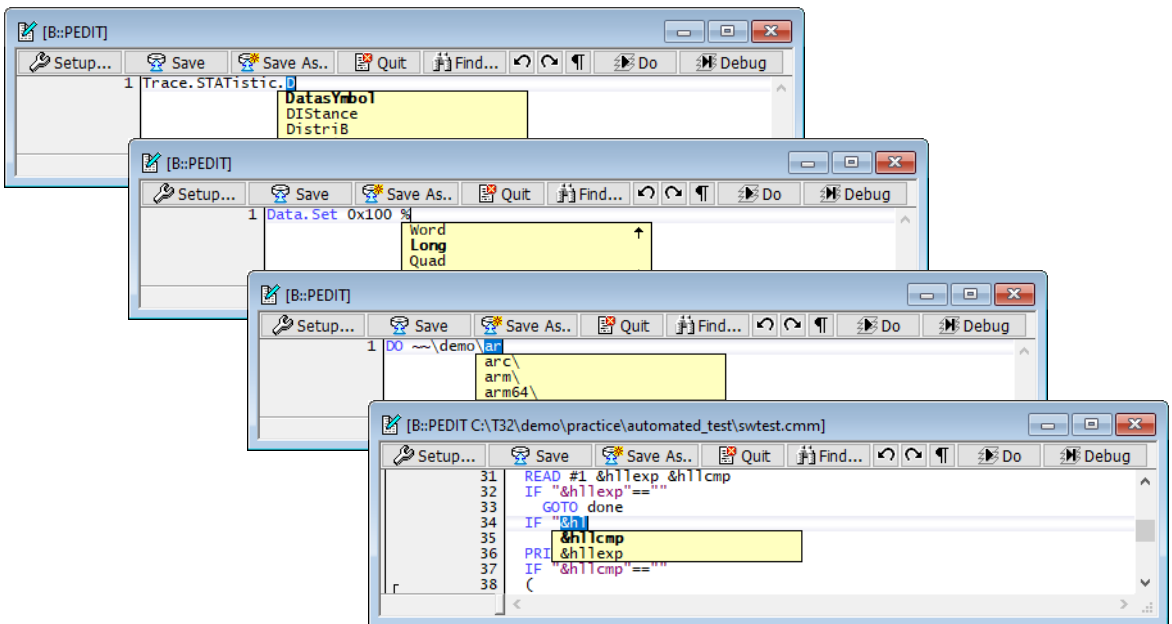 [B::PEDIT]
Setup... Save Save As.. Quit Find... Do Debug
1 Trace.STATistic.D
DatasYmbol
DIStance
DistriB
[B::PEDIT]
Setup... Save Save As.. Quit Find... Do Debug
1 Data.Set 0x100 %
Word
Long
Quad
[B::PEDIT]
Setup... Save Save As.. Quit Find... Do Debug
1 DO ~~\demo\ar
arc\
arm\
arm64\
[B::PEDIT C:\T32\demo\practice\automated_test\swtest.cmm]
Setup... Save Save As.. Quit Find... Do Debug
31 READ #1 &hllexp &hllcmp
32 IF "&hllexp"==""
33 GOTO done
34 IF "&hl
35 &hllcmp
36 PRI &hllexp
37 IF "&hllcmp"==""
38 (